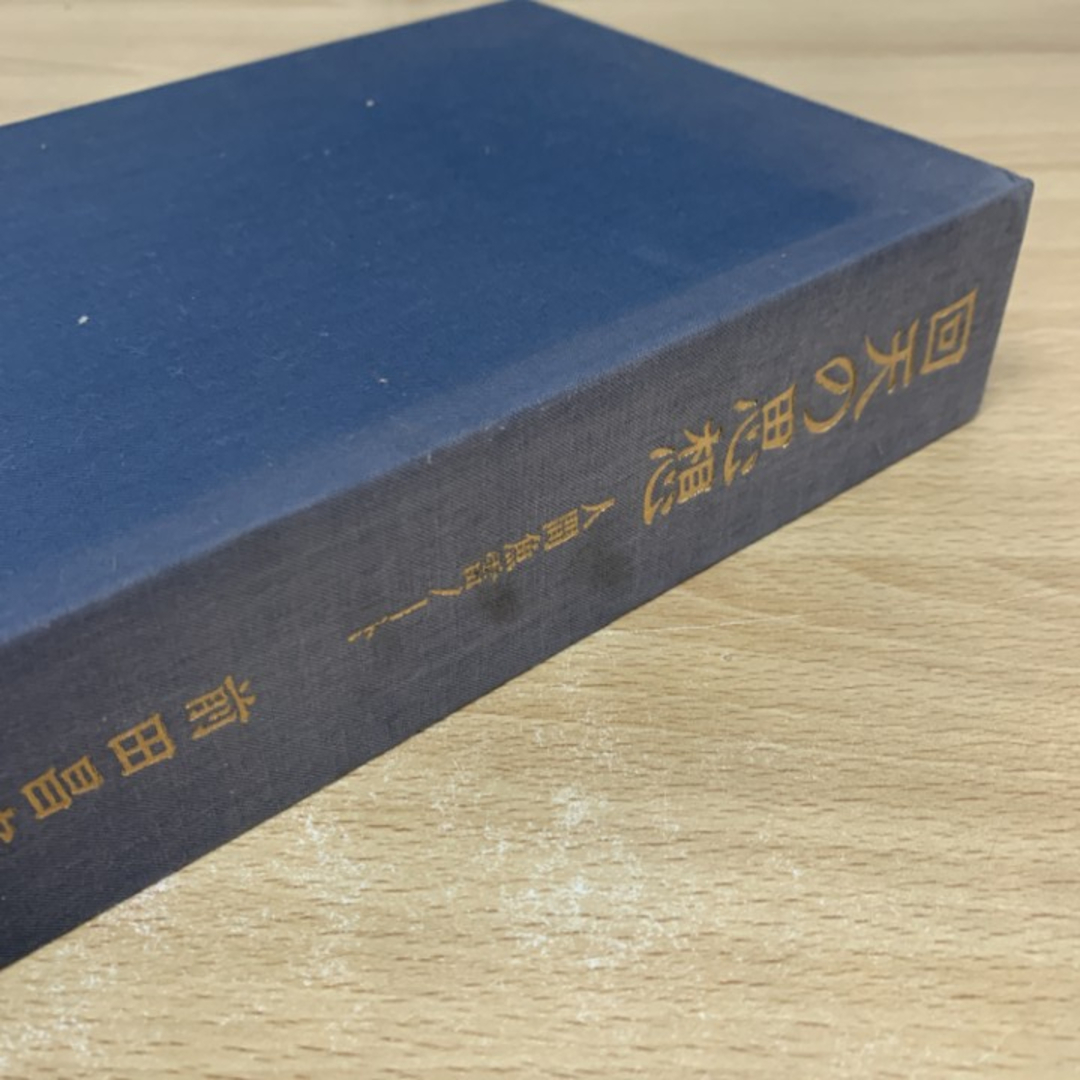 回天の思想
人間魚雷ノート
前田昌